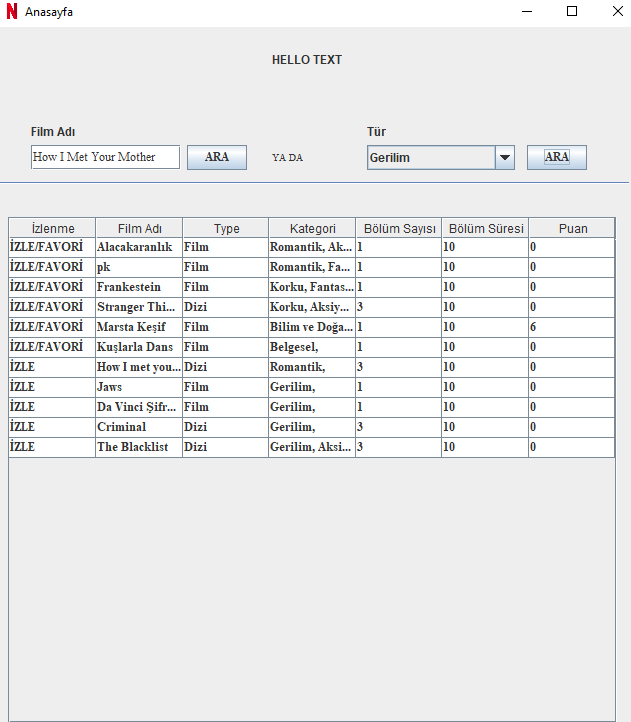 N Anasayfa
HELLO TEXT
Film Adı Tür
How I Met Your Mother ARA YA DA Gerilim ARA
İzlenme Film Adı Type Kategori Bölüm Sayısı Bölüm Süresi Puan
İZLE/FAVORİ Alacakaranlık Film Romantik, Ak... 1 10 0
İZLE/FAVORİ pk Film Romantik, Fa... 1 10 0
İZLE/FAVORİ Frankestein Film Korku, Fantas... 1 10 0
İZLE/FAVORİ Stranger Thi... Dizi Korku, Aksiy... 3 10 0
İZLE/FAVORİ Marsta Keşif Film Bilim ve Doğa... 1 10 6
İZLE/FAVORİ Kuşlarla Dans Film Belgesel, 1 10 0
İZLE How I met you... Dizi Romantik, 3 10 0
İZLE Jaws Film Gerilim, 1 10 0
İZLE Da Vinci Şifr... Film Gerilim, 1 10 0
İZLE Criminal Dizi Gerilim, 3 10 0
İZLE The Blacklist Dizi Gerilim, Aksi... 3 10 0